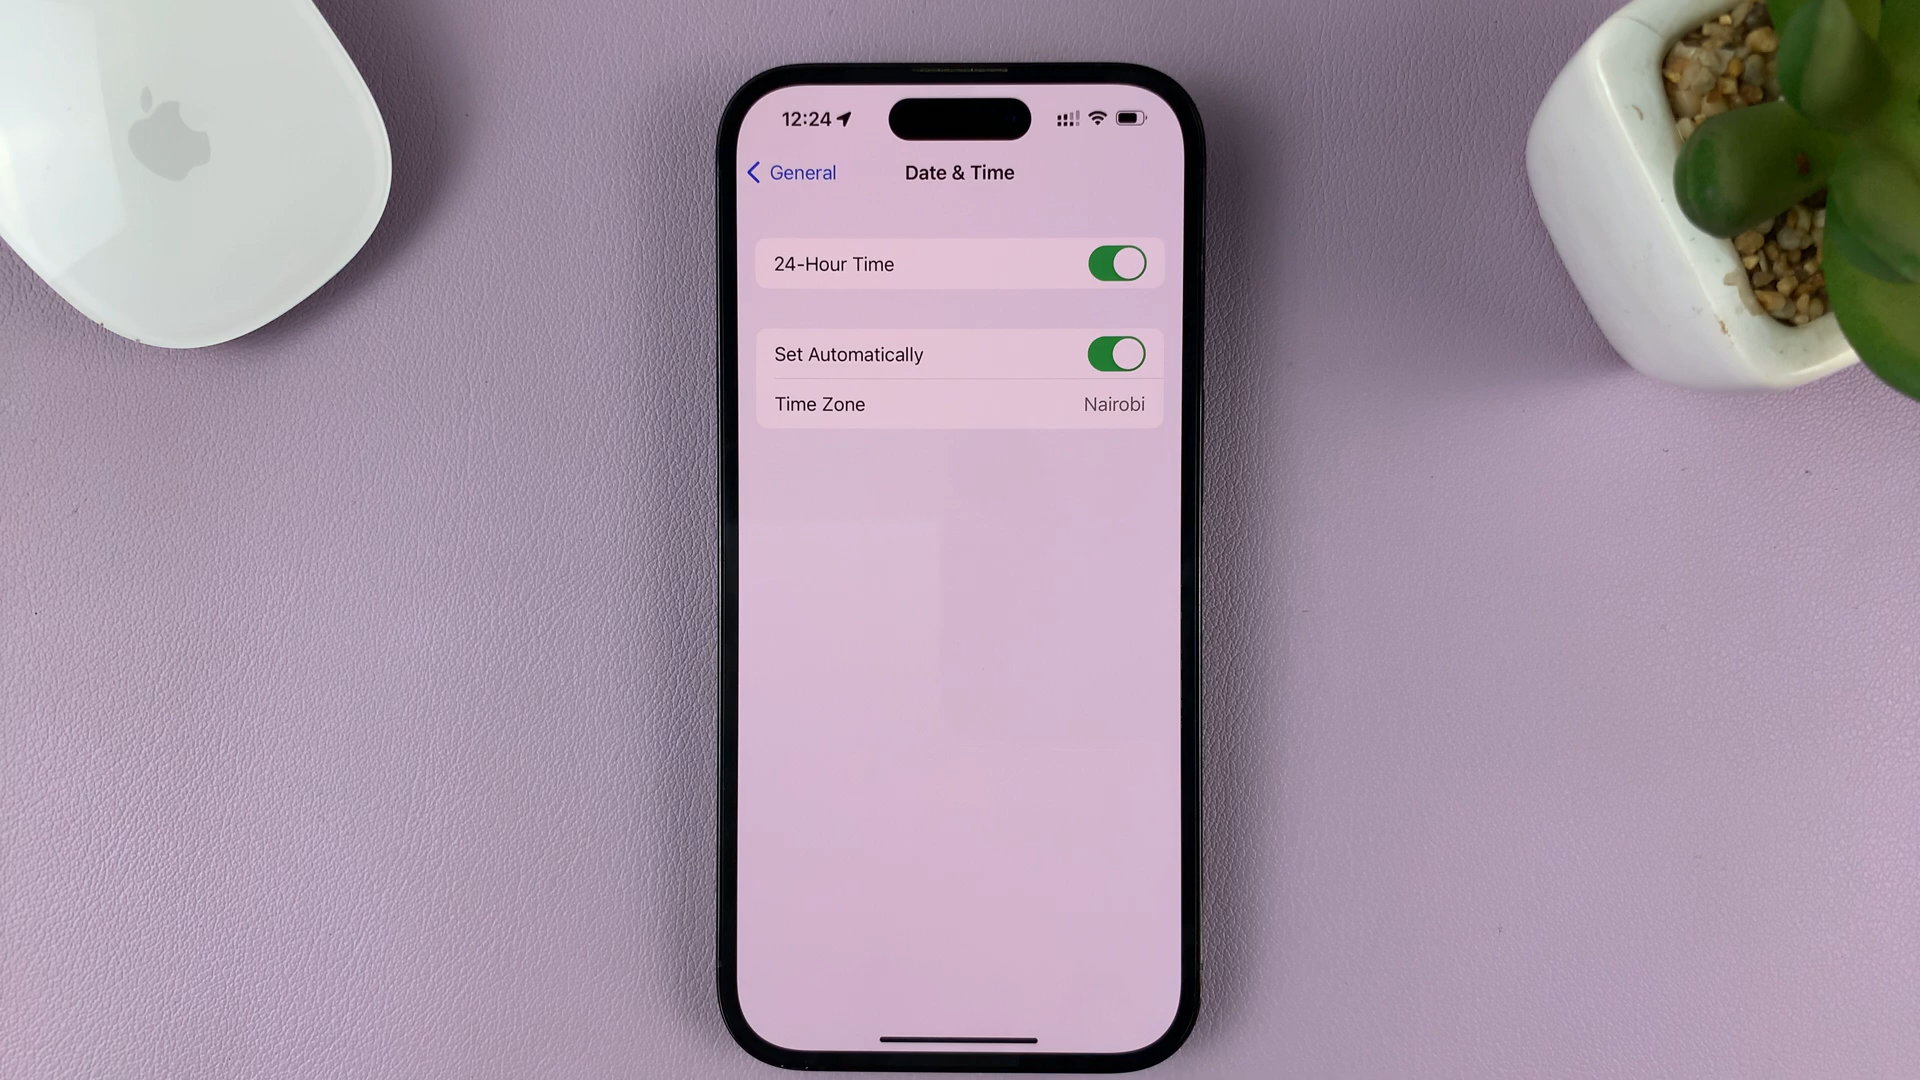 12:24
General
Date & Time
24-Hour Time
Set Automatically
Time Zone
Nairobi